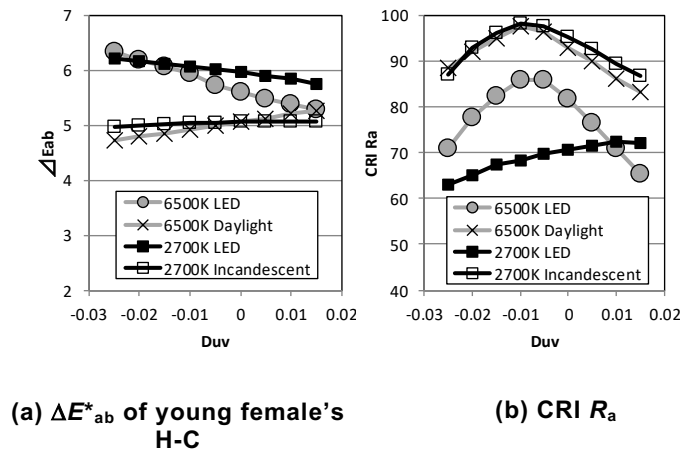 7
6
5
4
3
2
-0.03 -0.02 -0.01 0 0.01 0.02
⊿Eab
Duv
6500K LED
6500K Daylight
2700K LED
2700K Incandescent
100
90
80
70
60
50
40
-0.03 -0.02 -0.01 0 0.01 0.02
CRI Ra
Duv
6500K LED
6500K Daylight
2700K LED
2700K Incandescent
(a) ΔE*ab of young female's
H-C
(b) CRI Ra